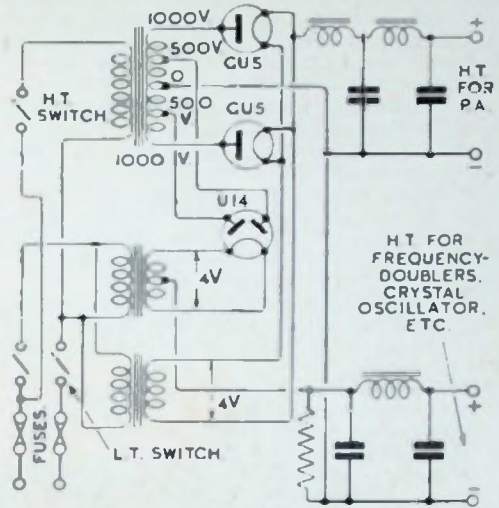 1000V
500V
0
500
V
1000 V
GU5
GU5
U14
H.T.
SWITCH
+
H.T.
FOR
P.A.
−
4V
4V
H.T. FOR
FREQUENCY-
DOUBLERS,
CRYSTAL
OSCILLATOR,
ETC.
+
−
FUSES.
L.T. SWITCH